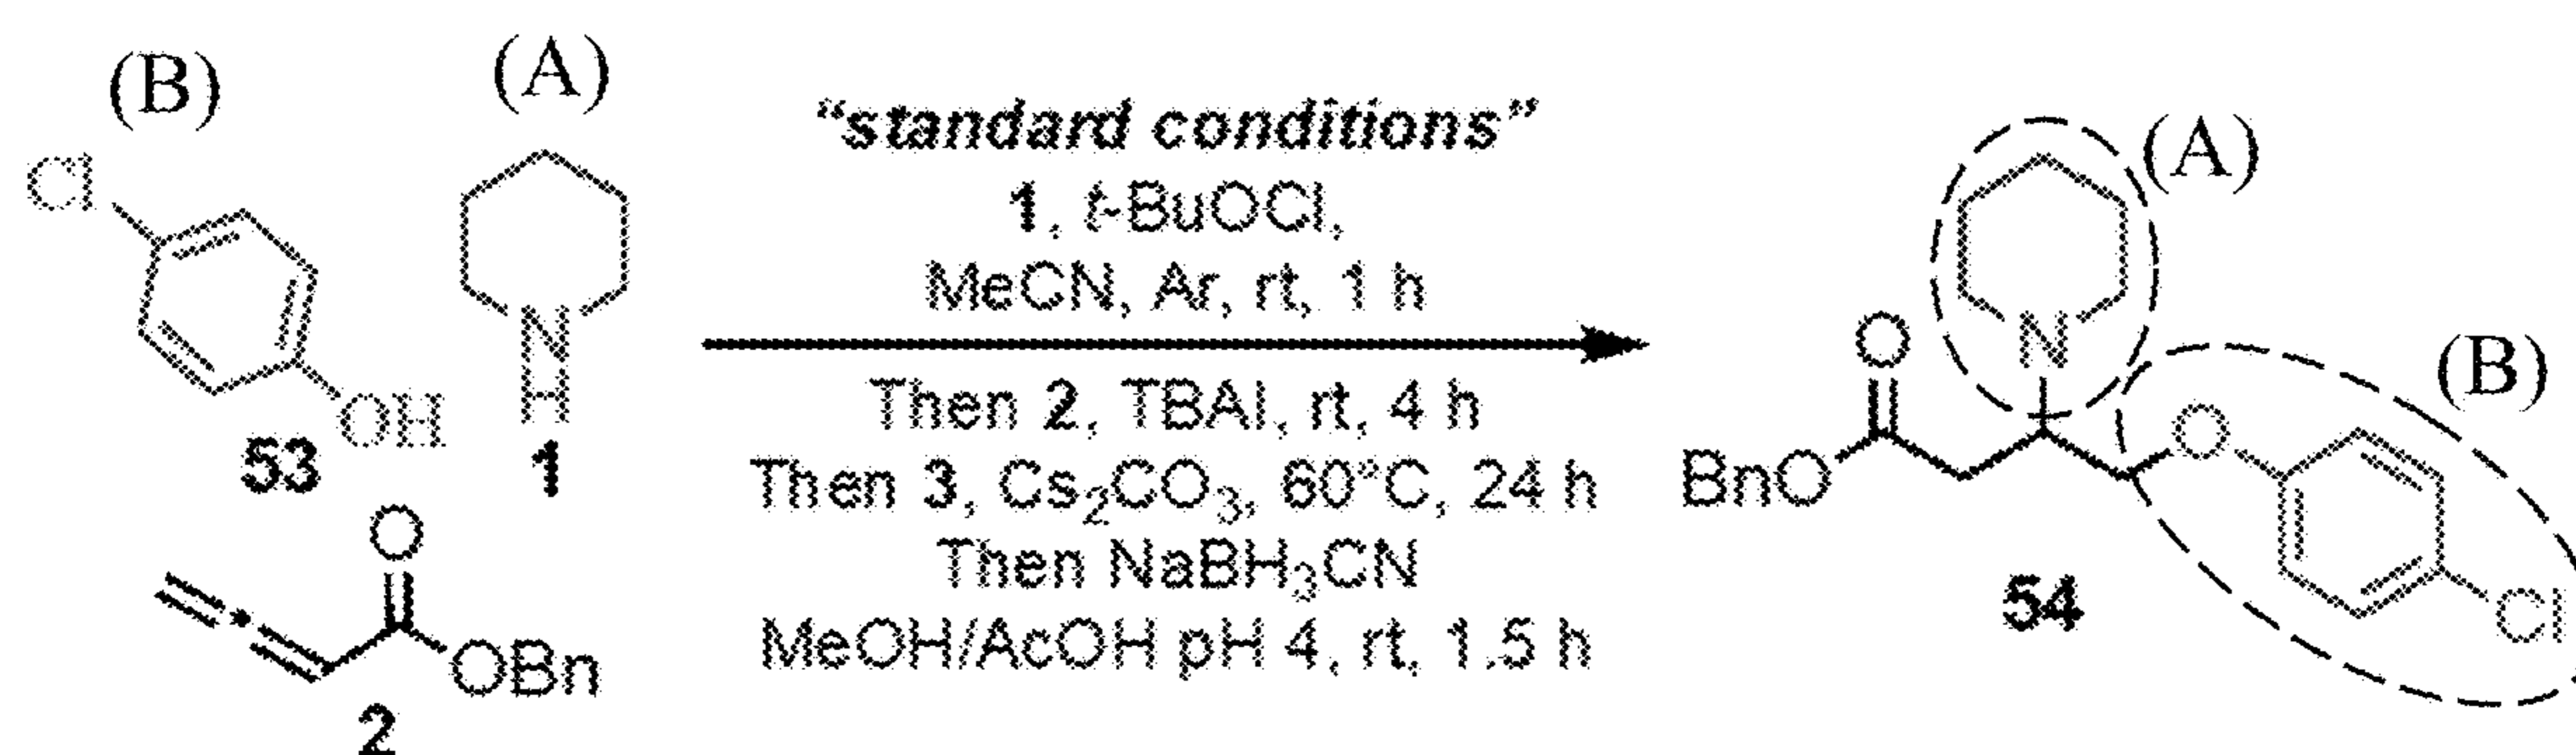 (B)
(A)
Cl
OH
53
N
H
1
O
OBn
2
“standard conditions”
1, t-BuOCl,
MeCN, Ar, rt, 1 h
Then 2, TBAI, rt, 4 h
Then 3, Cs₂CO₃, 60°C, 24 h
Then NaBH₃CN
MeOH/AcOH pH 4, rt, 1.5 h
(A)
N
O
BnO
O
(B)
Cl
54